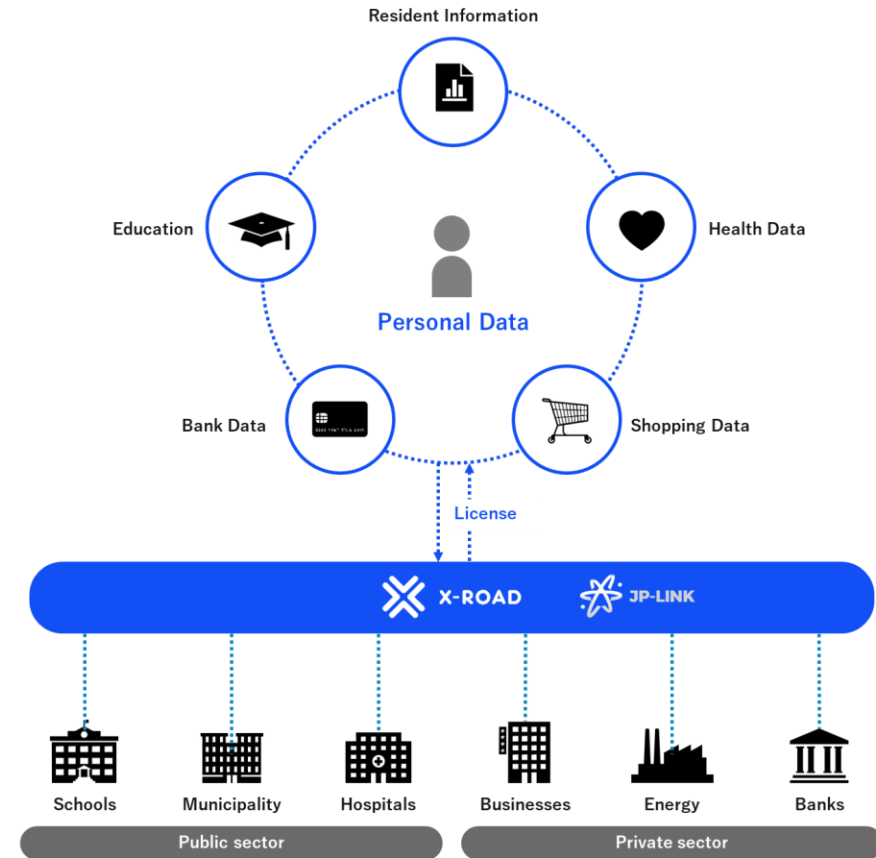 Resident Information
Education
Health Data
Personal Data
Bank Data
Shopping Data
License
X-ROAD
JP-LINK
Schools
Municipality
Hospitals
Businesses
Energy
Banks
Public sector
Private sector